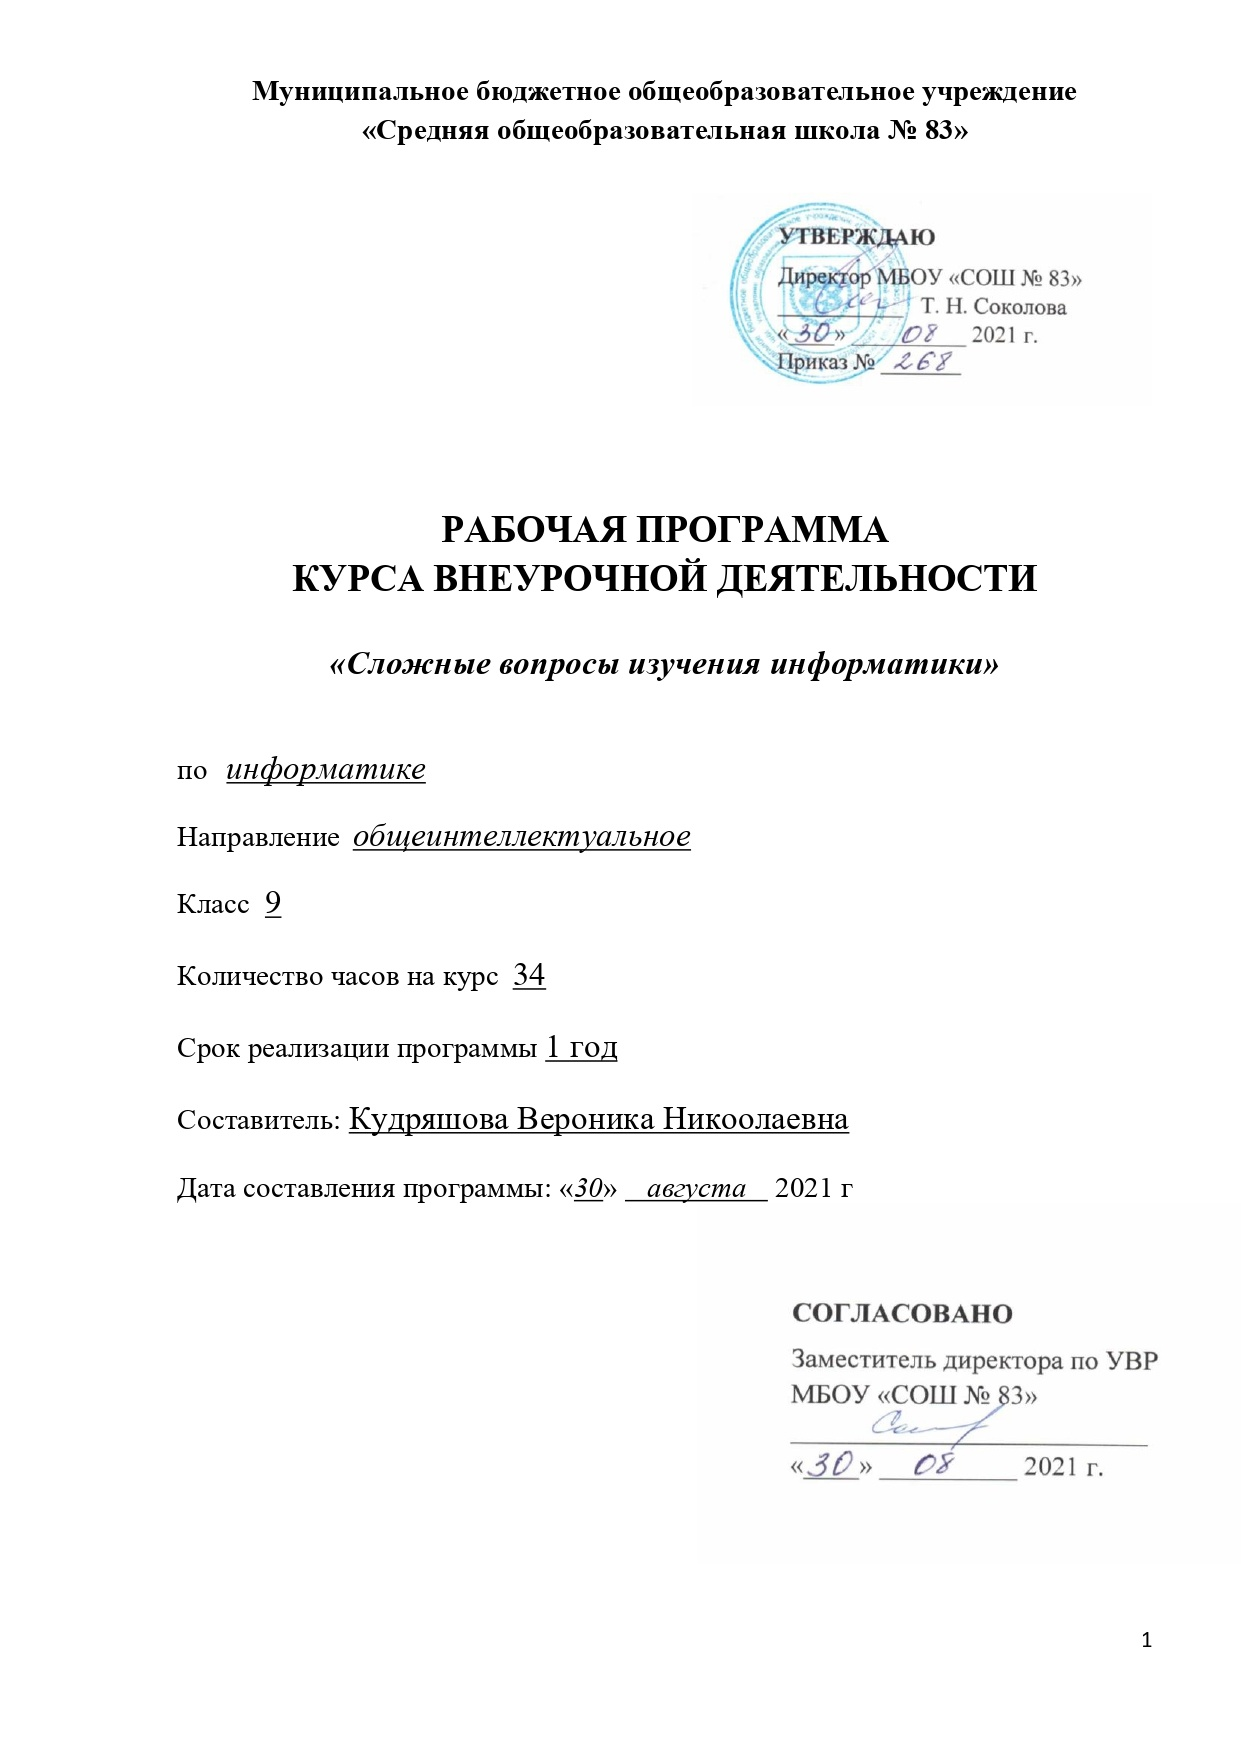 Муниципальное бюджетное общеобразовательное учреждение
«Средняя общеобразовательная школа № 83»
УТВЕРЖДАЮ
Директор МБОУ «СОШ № 83»
Т. Н. Соколова
«30» 08 2021 г.
Приказ № 268
РАБОЧАЯ ПРОГРАММА
КУРСА ВНЕУРОЧНОЙ ДЕЯТЕЛЬНОСТИ
«Сложные вопросы изучения информатики»
по информатике
Направление общеинтеллектуальное
Класс 9
Количество часов на курс 34
Срок реализации программы 1 год
Составитель: Кудряшова Вероника Никоолаевна
Дата составления программы: «30» августа 2021 г
СОГЛАСОВАНО
Заместитель директора по УВР
МБОУ «СОШ № 83»
«30» 08 2021 г.
1